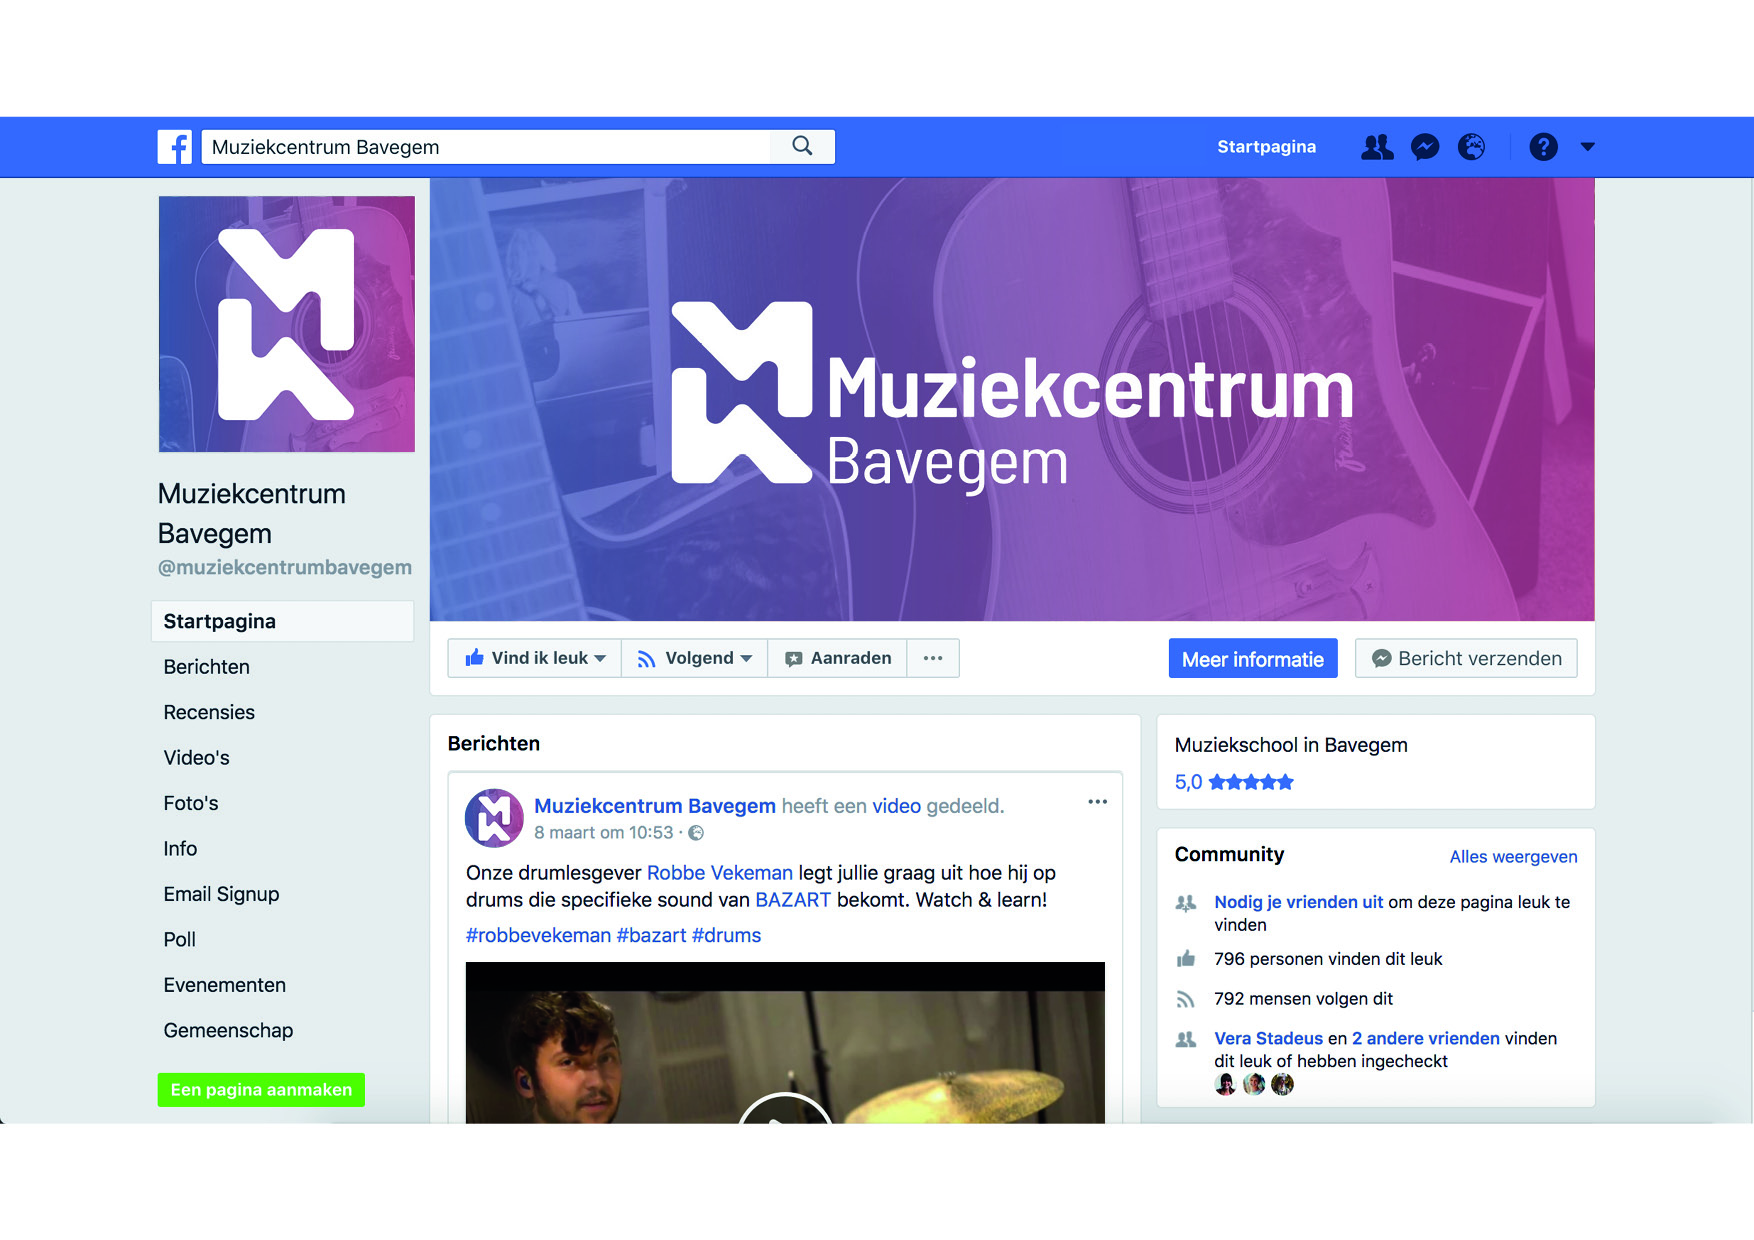 Muziekcentrum Bavegem
Startpagina
Muziekcentrum
Bavegem
@muziekcentrumbavegem
Startpagina
Berichten
Recensies
Video's
Foto's
Info
Email Signup
Poll
Evenementen
Gemeenschap
Een pagina aanmaken
MK
Muziekcentrum
Bavegem
Vind ik leuk
Volgend
Aanraden
Meer informatie
Bericht verzenden
Berichten
Muziekcentrum Bavegem heeft een video gedeeld.
8 maart om 10:53 ·
Onze drumlesgever Robbe Vekeman legt jullie graag uit hoe hij op
drums die specifieke sound van BAZART bekomt. Watch & learn!
#robbevekeman #bazart #drums
Muziekschool in Bavegem
5,0
Community
Alles weergeven
Nodig je vrienden uit om deze pagina leuk te
vinden
796 personen vinden dit leuk
792 mensen volgen dit
Vera Stadeus en 2 andere vrienden vinden
dit leuk of hebben ingecheckt